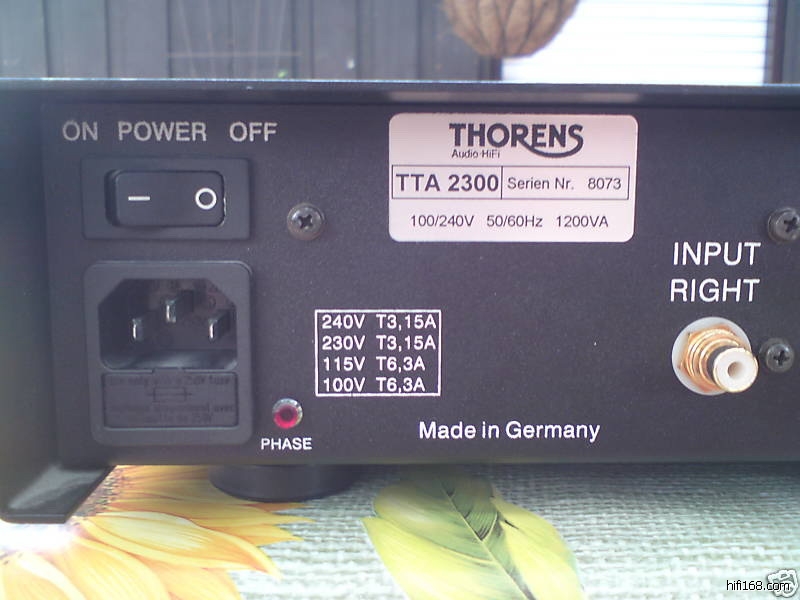 ON POWER OFF
THORENS
Audio-HiFi
TTA 2300 Serien Nr. 8073
100/240V 50/60Hz 1200VA
INPUT
RIGHT
240V T3,15A
230V T3,15A
115V T6,3A
100V T6,3A
PHASE
Made in Germany
hifi168.com